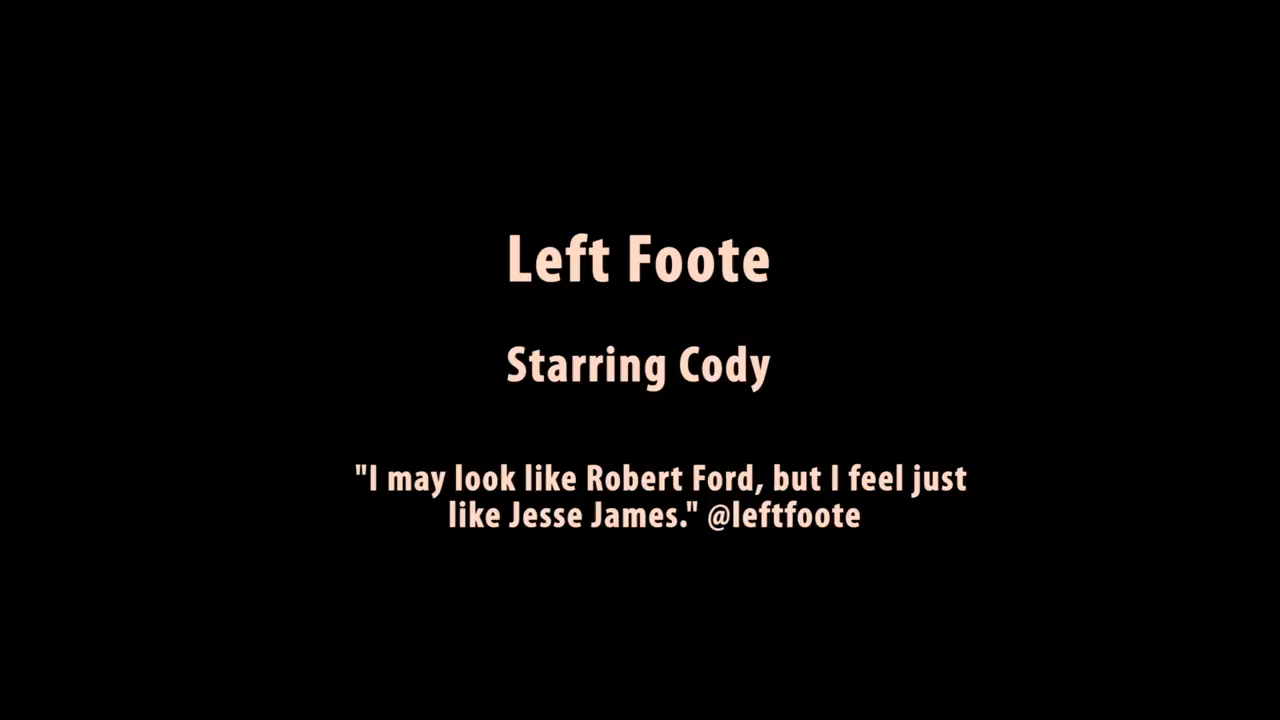 Left Foote
Starring Cody
"I may look like Robert Ford, but I feel just
like Jesse James." @leftfoote